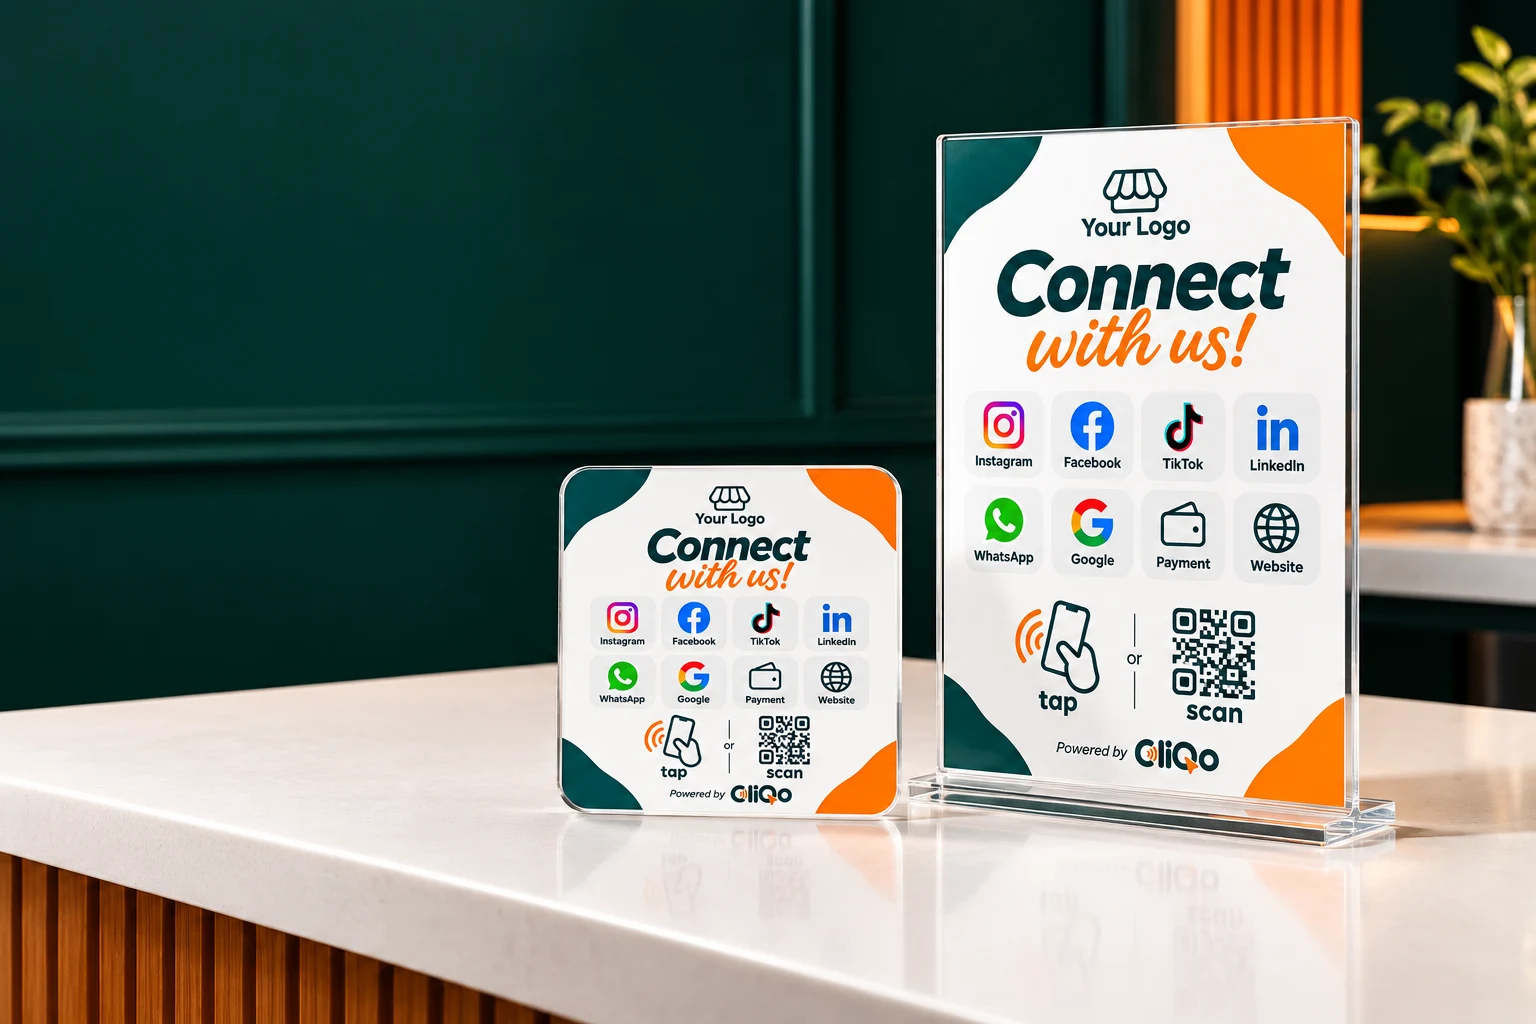 Your Logo
Connect
with us!
Instagram
Facebook
TikTok
LinkedIn
WhatsApp
Google
Payment
Website
tap
or
scan
Powered by CliQo
Your Logo
Connect
with us!
Instagram
Facebook
TikTok
LinkedIn
WhatsApp
Google
Payment
Website
tap
or
scan
Powered by CliQo